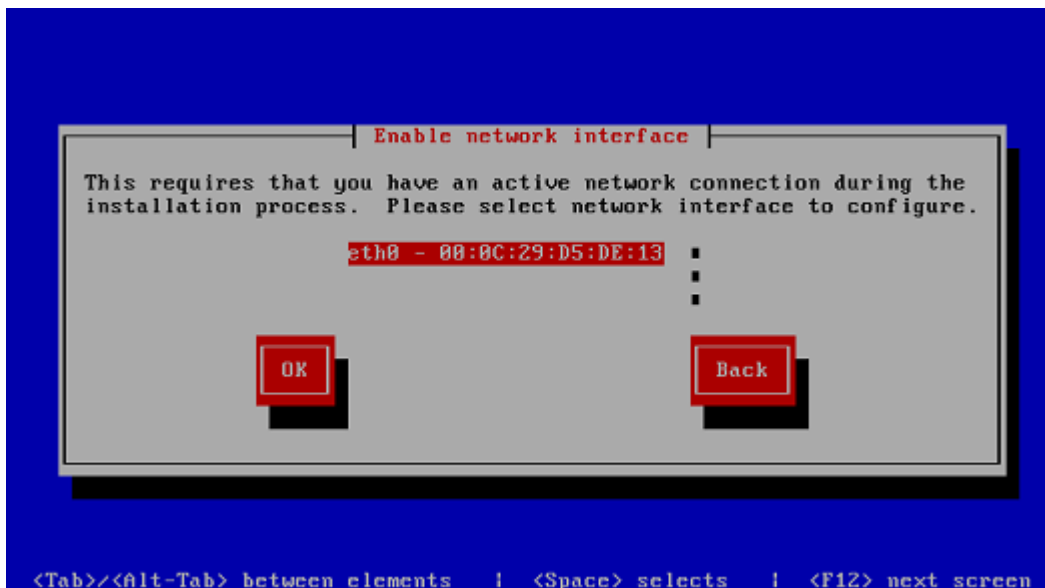 Enable network interface
This requires that you have an active network connection during the
installation process.  Please select network interface to configure.
eth0 - 00:0C:29:D5:DE:13
OK
Back
<Tab>/<Alt-Tab> between elements | <Space> selects | <F12> next screen